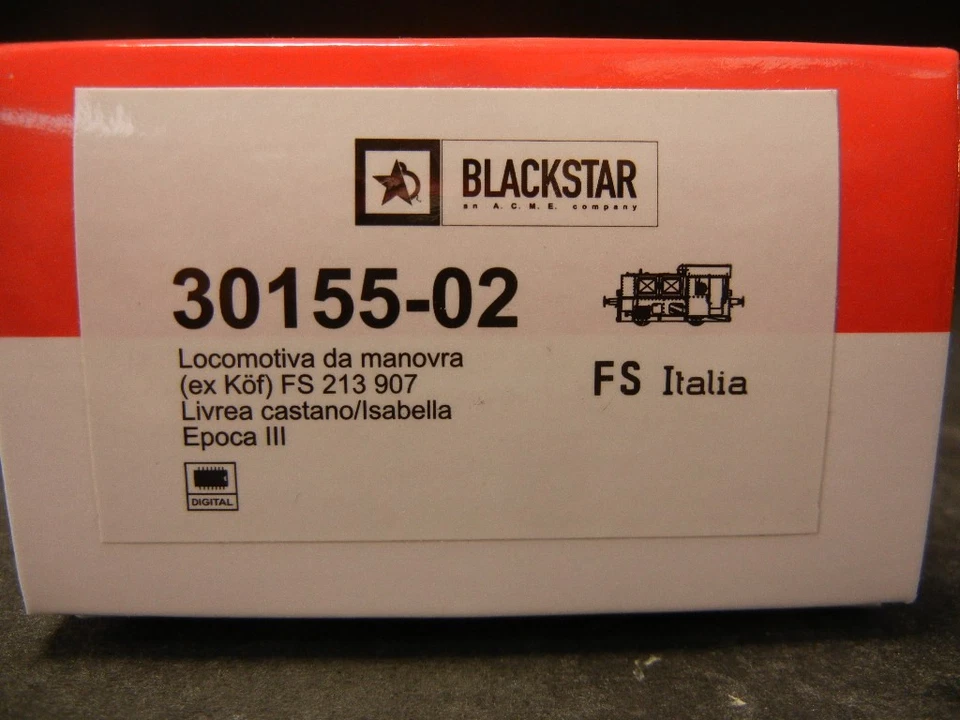 BLACKSTAR
an A. C. M. E. company
30155-02
Locomotiva da manovra
(ex Köf) FS 213 907
Livrea castano/Isabella
Epoca III
FS Italia
DIGITAL